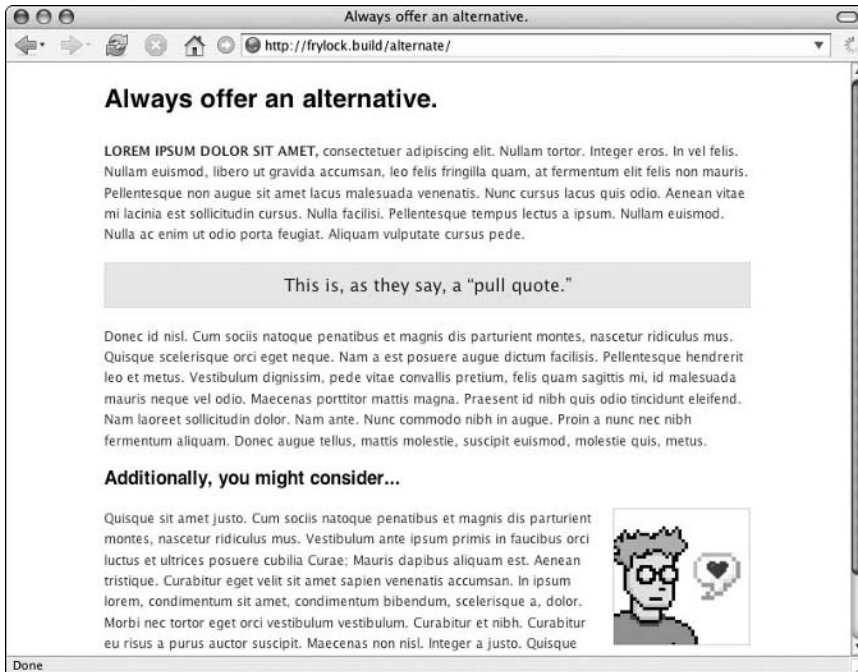 Always offer an alternative.
http://frylock.build/alternate/
Always offer an alternative.
LOREM IPSUM DOLOR SIT AMET, consectetuer adipiscing elit. Nullam tortor. Integer eros. In vel felis.
Nullam euismod, libero ut gravida accumsan, leo felis fringilla quam, at fermentum elit felis non mauris.
Pellentesque non augue sit amet lacus malesuada venenatis. Nunc cursus lacus quis odio. Aenean vitae
mi lacinia est sollicitudin cursus. Nulla facilisi. Pellentesque tempus lectus a ipsum. Nullam euismod.
Nulla ac enim ut odio porta feugiat. Aliquam vulputate cursus pede.
This is, as they say, a “pull quote.”
Donec id nisl. Cum sociis natoque penatibus et magnis dis parturient montes, nascetur ridiculus mus.
Quisque scelerisque orci eget neque. Nam a est posuere augue dictum facilisis. Pellentesque hendrerit
leo et metus. Vestibulum dignissim, pede vitae convallis pretium, felis quam sagittis mi, id malesuada
mauris neque vel odio. Maecenas porttitor mattis magna. Praesent id nibh quis odio tincidunt eleifend.
Nam laoreet sollicitudin dolor. Nam ante. Nunc commodo nibh in augue. Proin a nunc nec nibh
fermentum aliquam. Donec augue tellus, mattis molestie, suscipit euismod, molestie quis, metus.
Additionally, you might consider...
Quisque sit amet justo. Cum sociis natoque penatibus et magnis dis parturient
montes, nascetur ridiculus mus. Vestibulum ante ipsum primis in faucibus orci
luctus et ultrices posuere cubilia Curae; Mauris dapibus aliquam est. Aenean
tristique. Curabitur eget velit sit amet sapien venenatis accumsan. In ipsum
lorem, condimentum sit amet, condimentum bibendum, scelerisque a, dolor.
Morbi nec tortor eget orci vestibulum vestibulum. Curabitur et nibh. Curabitur
eu risus a purus auctor suscipit. Maecenas non nisl. Integer a justo. Quisque
Done